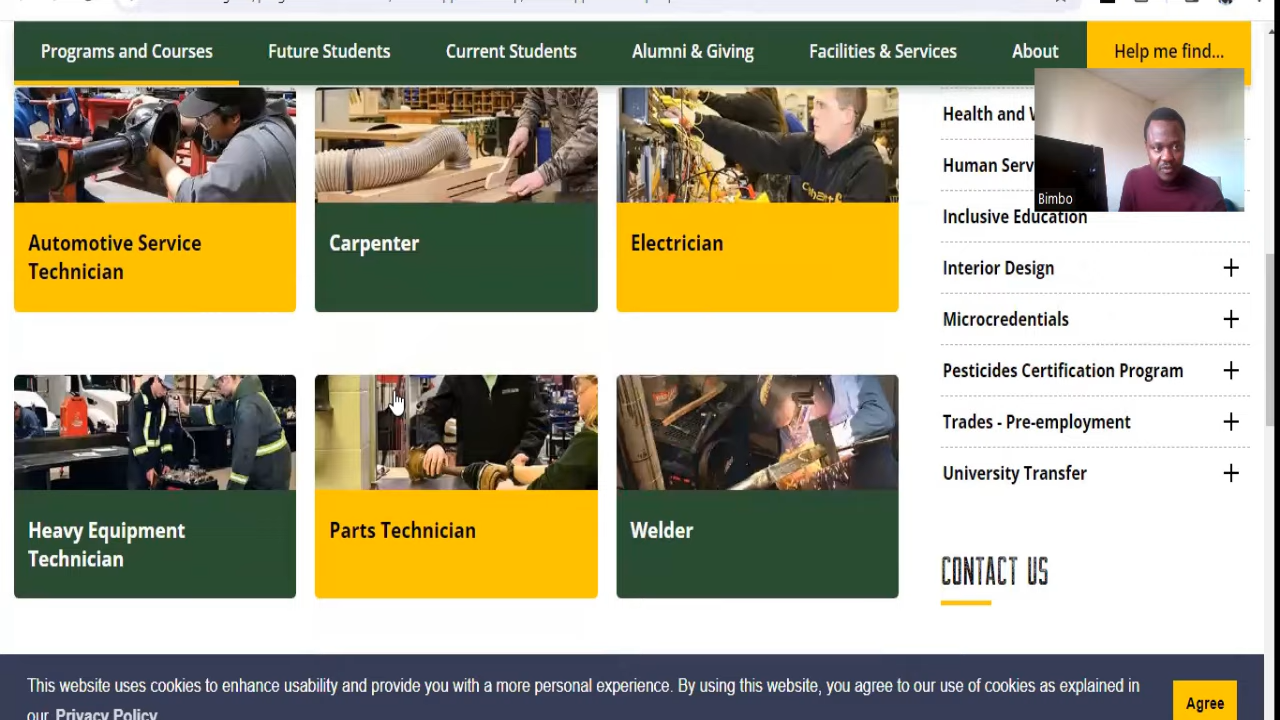 Programs and Courses
Future Students
Current Students
Alumni & Giving
Facilities & Services
About
Help me find...
Automotive Service
Technician
Carpenter
Electrician
Heavy Equipment
Technician
Parts Technician
Welder
Health and
Human Serv
Bimbo
Inclusive Education
Interior Design
Microcredentials
Pesticides Certification Program
Trades - Pre-employment
University Transfer
CONTACT US
This website uses cookies to enhance usability and provide you with a more personal experience. By using this website, you agree to our use of cookies as explained in
our Privacy Policy
Agree